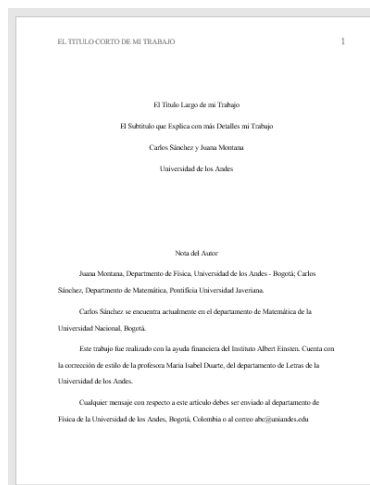 EL TITULO CORTO DE MI TRABAJO 1
El Título Largo de mi Trabajo
El Subtítulo que Explica con más Detalles mi Trabajo
Carlos Sánchez y Juana Montana
Universidad de los Andes
Nota del Autor
Juana Montana, Departmento de Física, Universidad de los Andes - Bogotá; Carlos
Sánchez, Departmento de Matemática, Pontificia Universidad Javeriana.
Carlos Sánchez se encuentra actualmente en el departamento de Matemática de la
Universidad Nacional, Bogotá.
Este trabajo fue realizado con la ayuda financiera del Instituto Albert Einsten. Cuenta con
la corrección de estilo de la profesora Maria Isabel Duarte, del departamento de Letras de la
Universidad de los Andes.
Cualquier mensaje con respecto a este artículo debes ser enviado al departamento de
Física de la Universidad de los Andes, Bogotá, Colombia o al correo abc@uniandes.edu